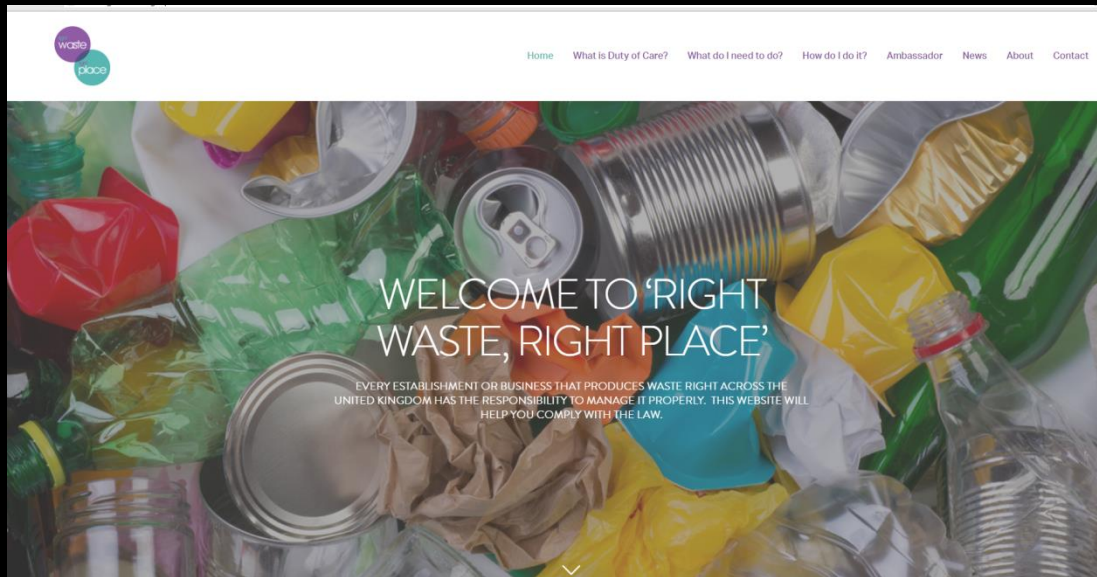 waste
place
Home What is Duty of Care? What do I need to do? How do I do it? Ambassador News About Contact
WELCOME TO ‘RIGHT
WASTE, RIGHT PLACE’
EVERY ESTABLISHMENT OR BUSINESS THAT PRODUCES WASTE RIGHT ACROSS THE
UNITED KINGDOM HAS THE RESPONSIBILITY TO MANAGE IT PROPERLY. THIS WEBSITE WILL
HELP YOU COMPLY WITH THE LAW.